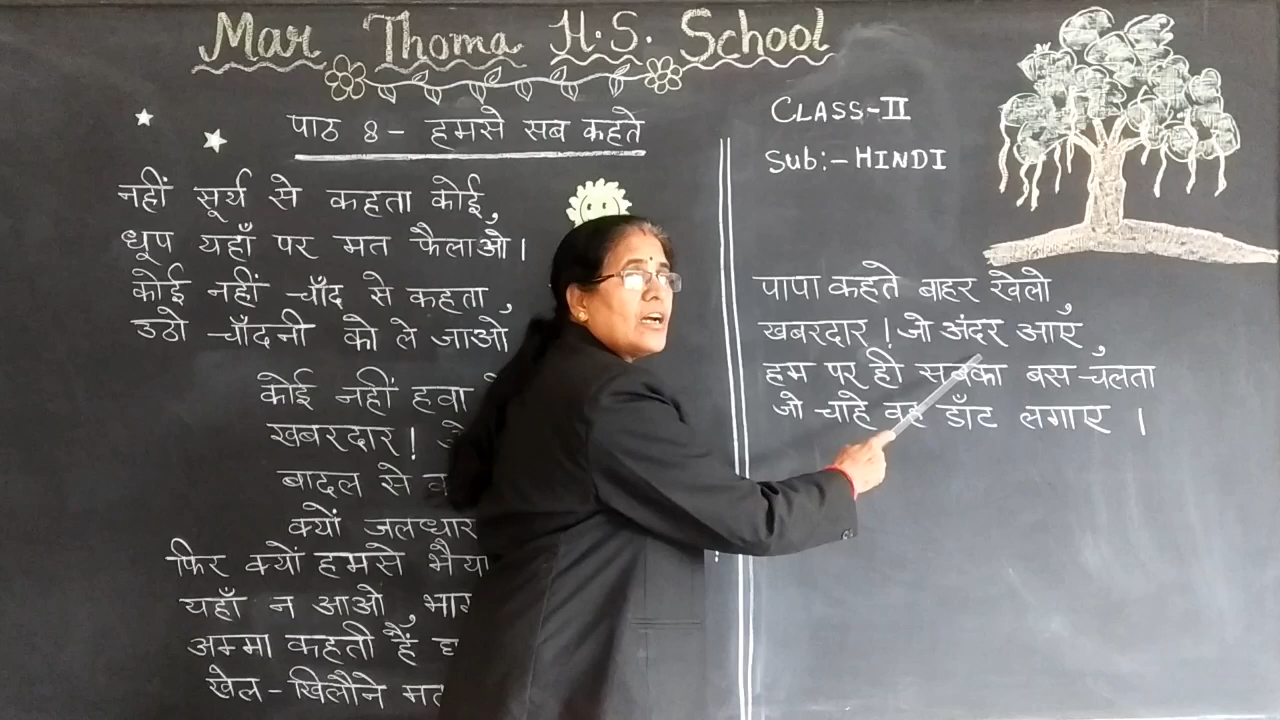 Mar Thoma H.S. School
पाठ 8- हमसे सब कहते
नहीं सूर्य से कहता कोई,
धूप यहाँ पर मत फैलाओ।
कोई नहीं चाँद से कहता,
उठो चाँदनी को ले जाओ
कोई नहीं हवा
खबरदार!
बादल से
क्यों जलधार
फिर क्यों हमसे भैया
यहाँ न आओ,
अम्मा कहती हैं
खेल-खिलौने
CLASS-II
Sub:-HINDI
पापा कहते बाहर खेलो,
खबरदार! जो अंदर आए,
हम पर ही सबका बस चलता
जो चाहे वह डाँट लगाए।